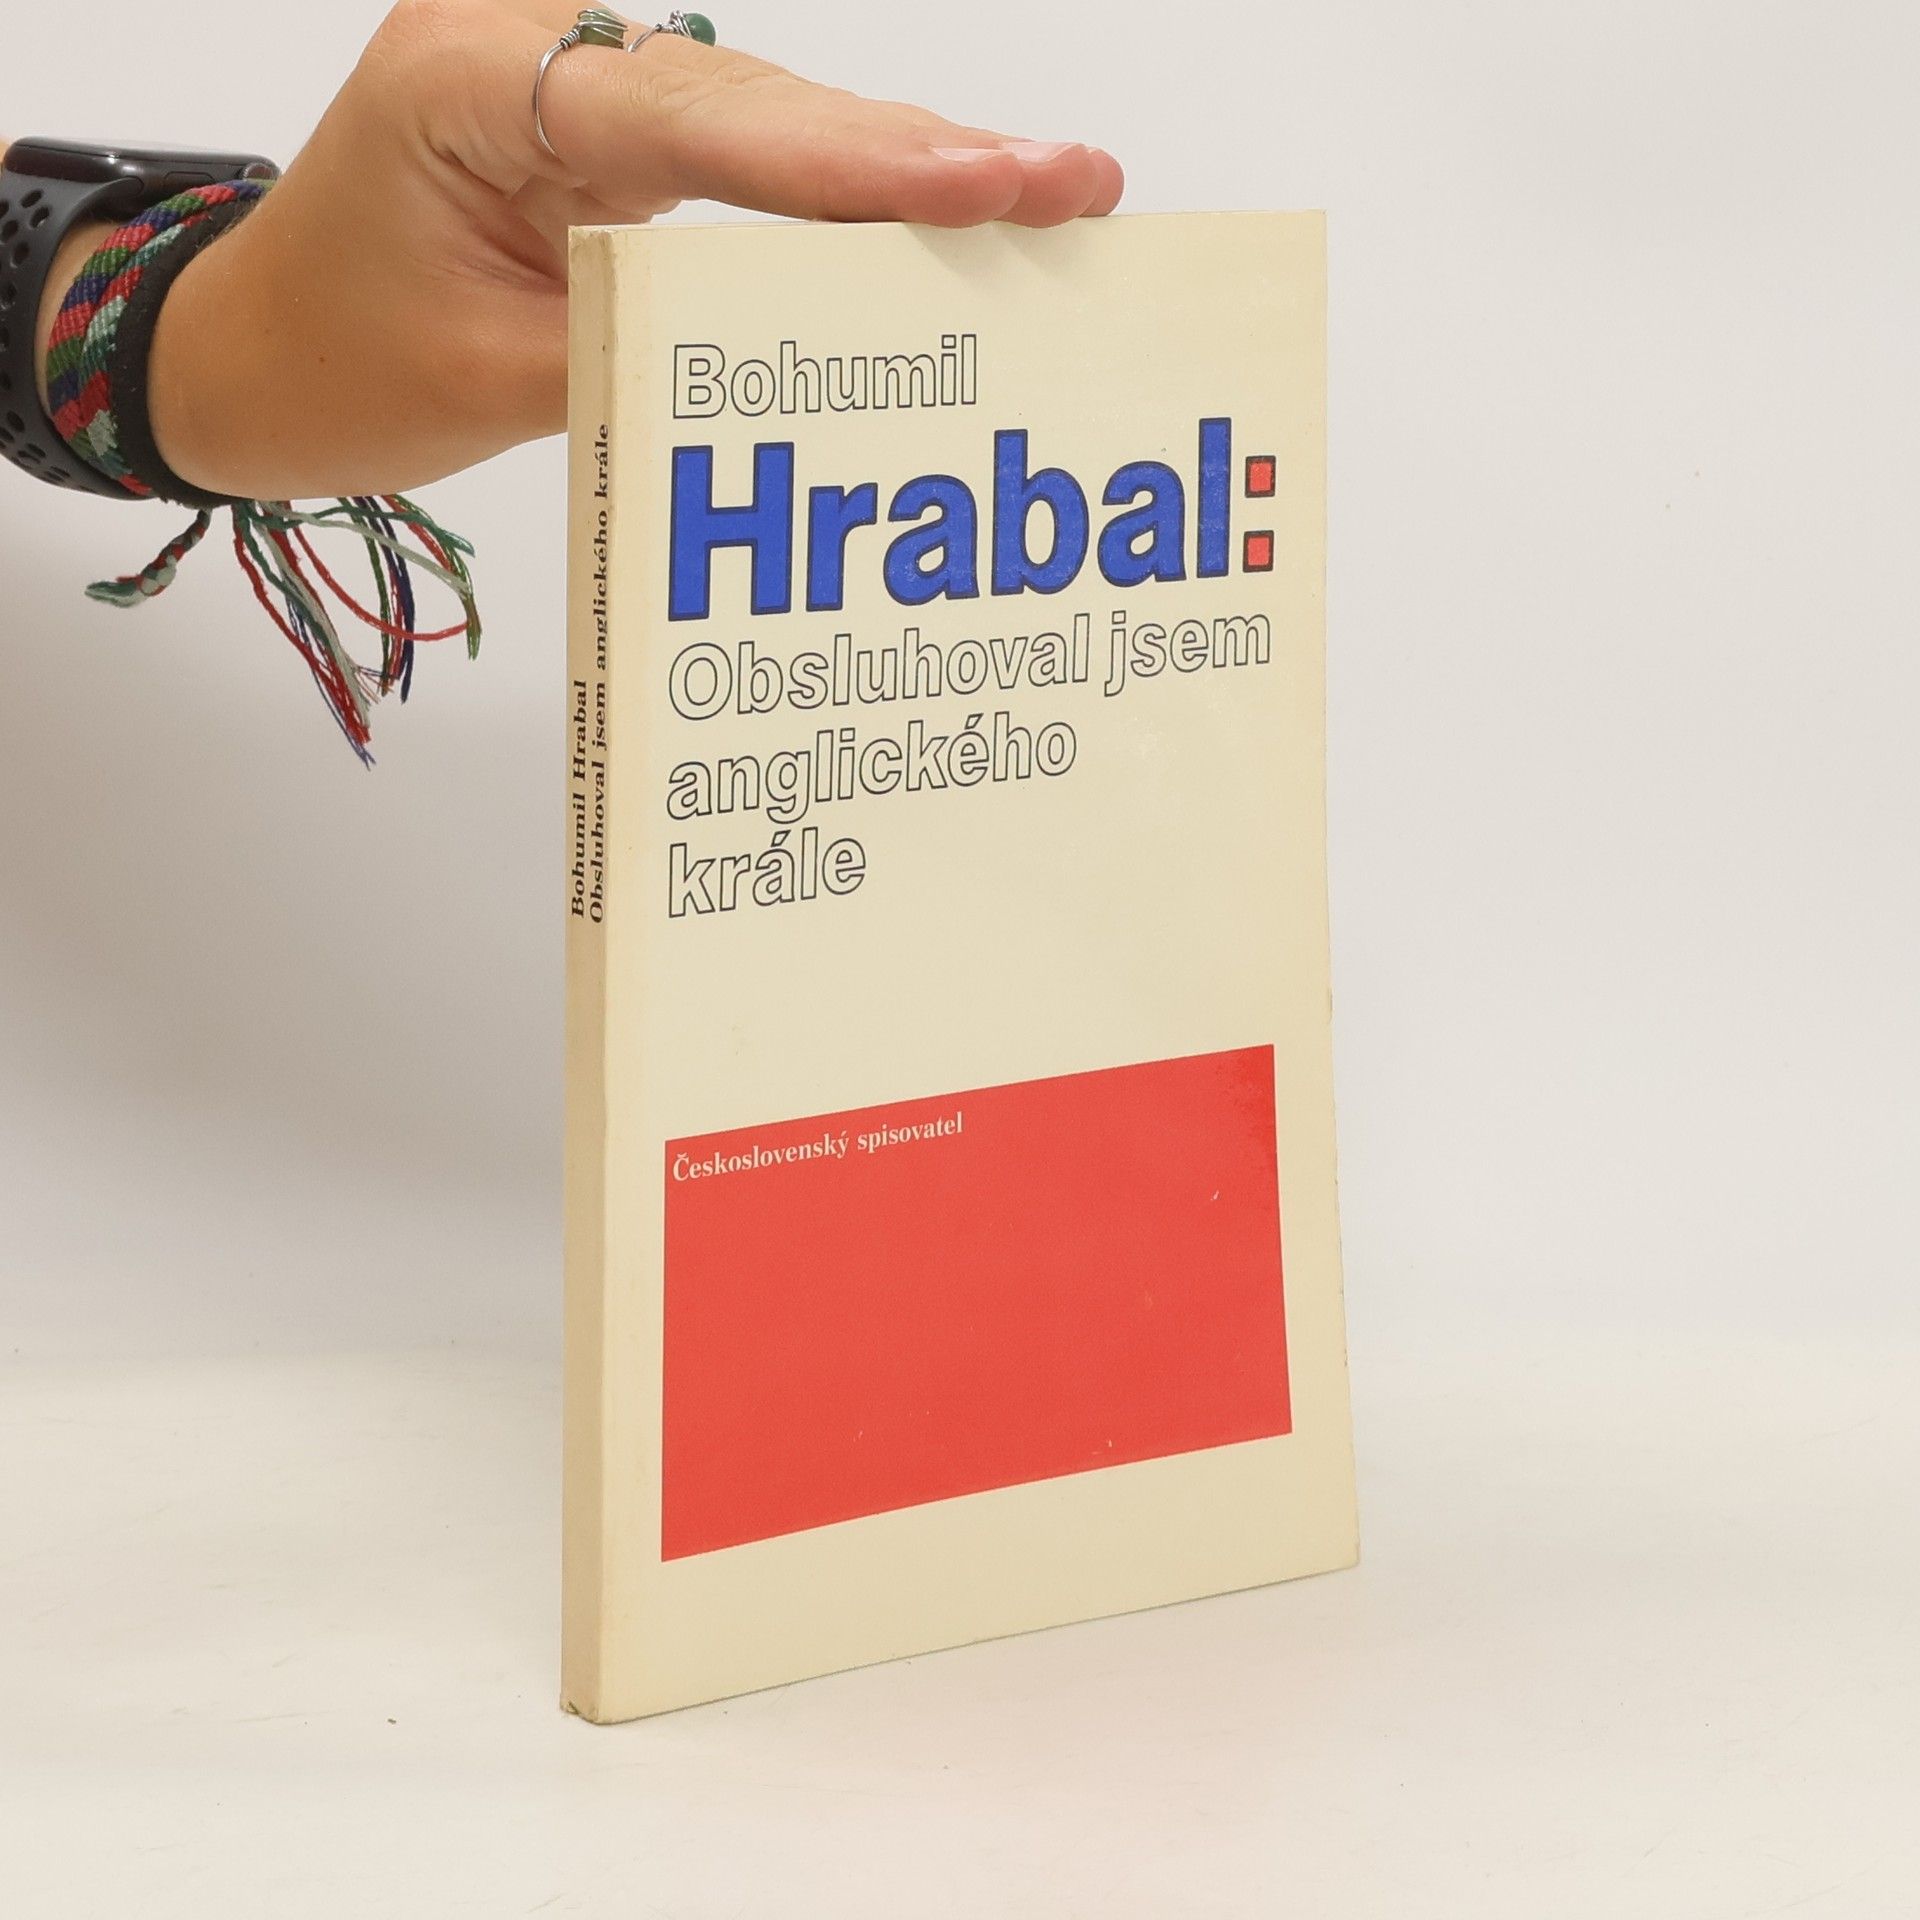 Bohumil
Hrabal:
Obsluhoval jsem
anglického
krále
Československý spisovatel
Bohumil Hrabal
Obsluhoval jsem anglického krále